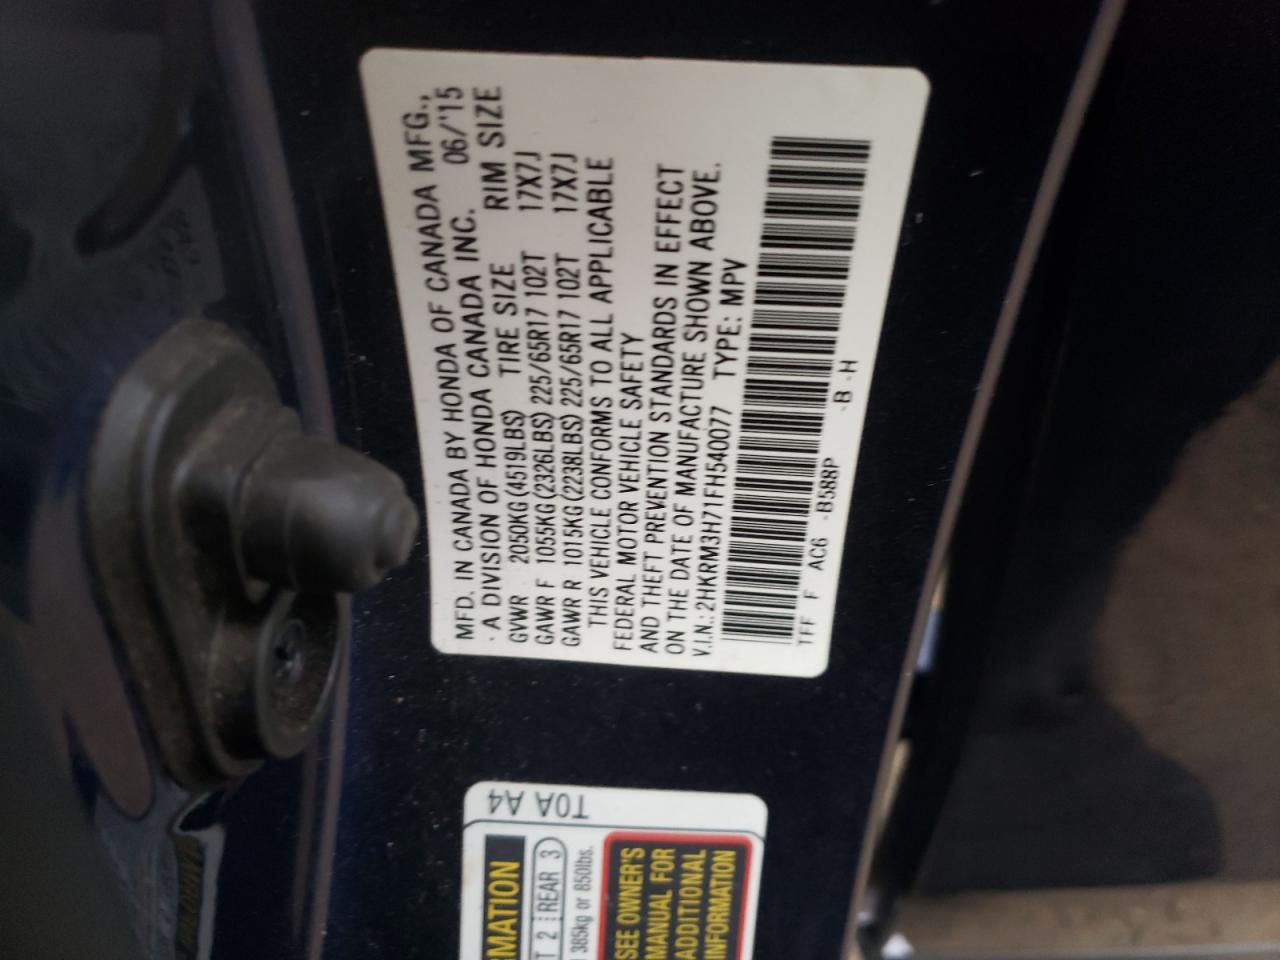 MFD. IN CANADA BY HONDA OF CANADA MFG.,
· A DIVISION OF HONDA CANADA INC. 06/'15
GVWR 2050KG(4519LBS) TIRE SIZE RIM SIZE
GAWR F 1055KG(2326LBS) 225/65R17 102T 17X7J
GAWR R 1015KG(2238LBS) 225/65R17 102T 17X7J
THIS VEHICLE CONFORMS TO ALL APPLICABLE
FEDERAL MOTOR VEHICLE SAFETY
AND THEFT PREVENTION STANDARDS IN EFFECT
ON THE DATE OF MANUFACTURE SHOWN ABOVE.
V.I.N.: 2HKRM3H71FH540077 TYPE: MPV
TFF F AC6 -B588P -B -H
T0A A4
RMATION
T 2 REAR 3
385kg or 850lbs.
SEE OWNER'S
MANUAL FOR
ADDITIONAL
INFORMATION